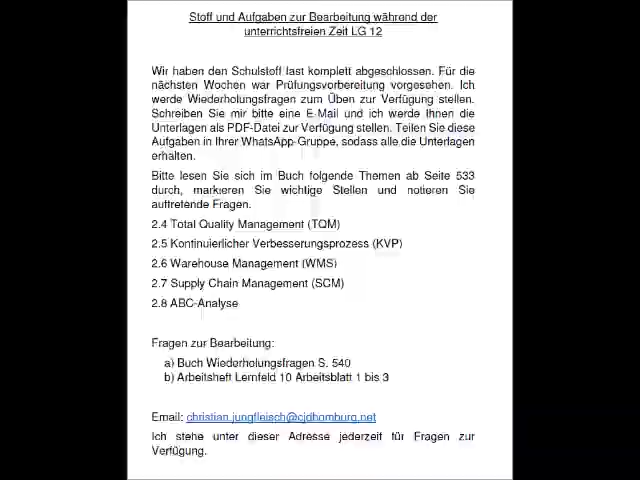 Stoff und Aufgaben zur Bearbeitung während der
unterrichtsfreien Zeit LG 12
Wir haben den Schulstoff fast komplett abgeschlossen. Für die
nächsten Wochen war Prüfungsvorbereitung vorgesehen. Ich
werde Wiederholungsfragen zum Üben zur Verfügung stellen.
Schreiben Sie mir bitte eine E-Mail und ich werde Ihnen die
Unterlagen als PDF-Datei zur Verfügung stellen. Teilen Sie diese
Aufgaben in Ihrer WhatsApp-Gruppe, sodass alle die Unterlagen
erhalten.
Bitte lesen Sie sich im Buch folgende Themen ab Seite 533
durch, markieren Sie wichtige Stellen und notieren Sie
auftretende Fragen.
2.4 Total Quality Management (TQM)
2.5 Kontinuierlicher Verbesserungsprozess (KVP)
2.6 Warehouse Management (WMS)
2.7 Supply Chain Management (SCM)
2.8 ABC-Analyse
Fragen zur Bearbeitung:
a) Buch Wiederholungsfragen S. 540
b) Arbeitsheft Lernfeld 10 Arbeitsblatt 1 bis 3
Email: christian.jungfleisch@cjdhomburg.net
Ich stehe unter dieser Adresse jederzeit für Fragen zur
Verfügung.